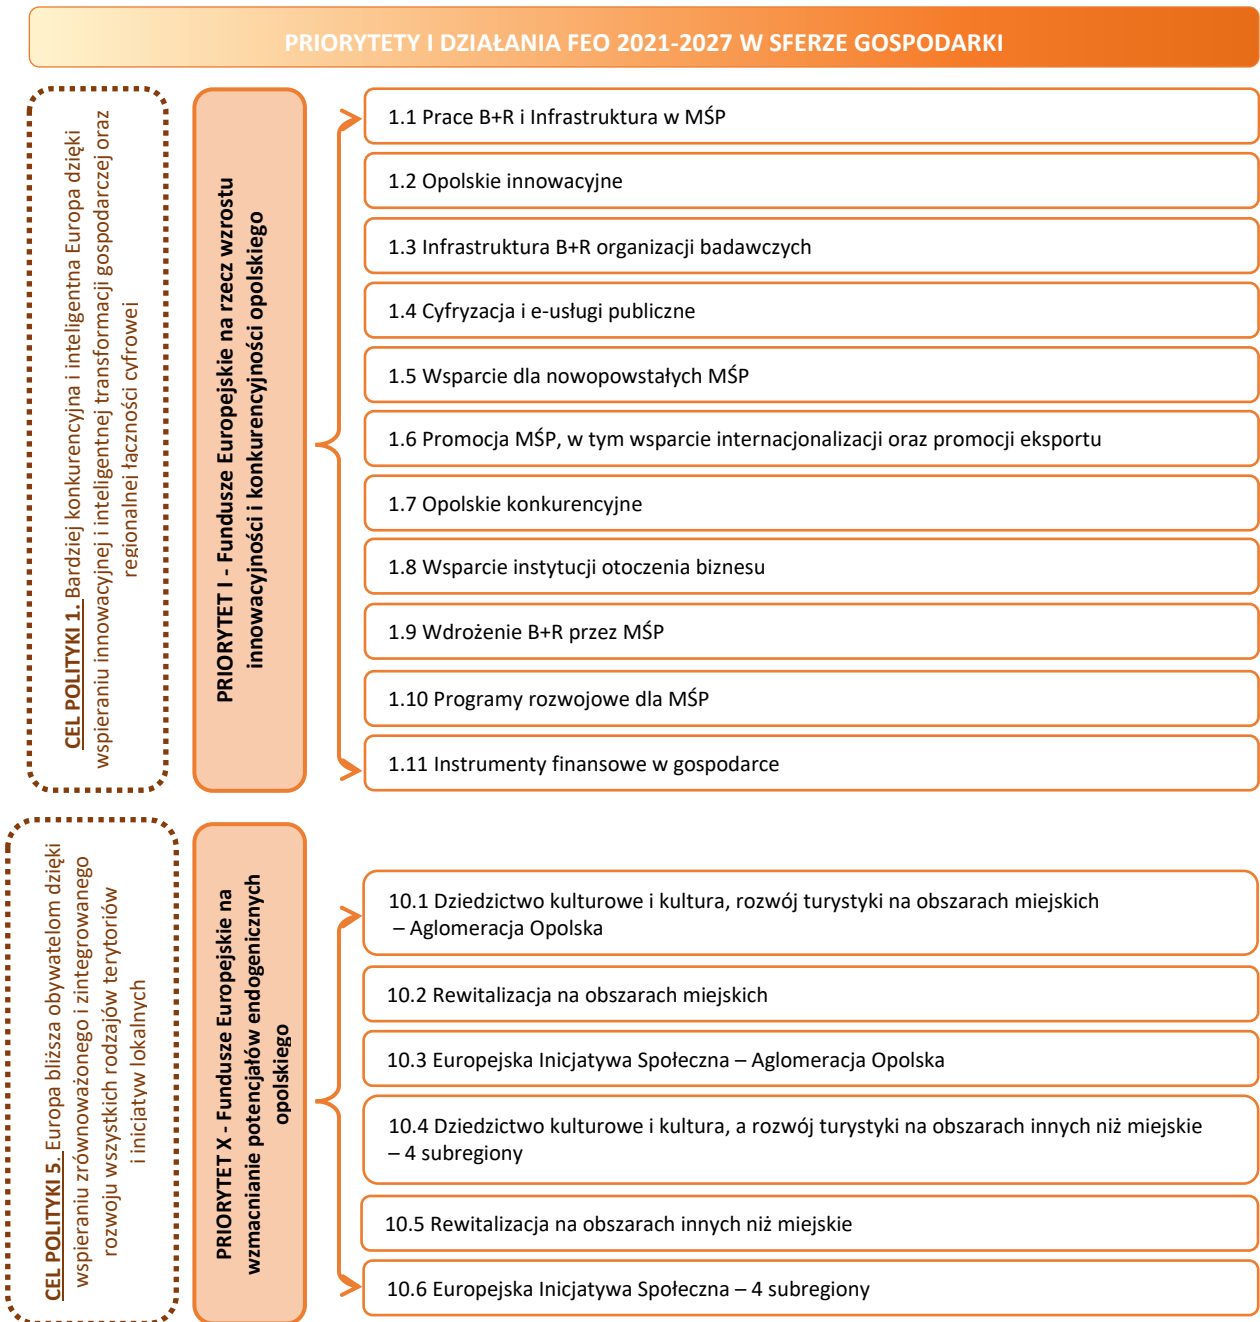 PRIORYTETY I DZIAŁANIA FEO 2021-2027 W SFERZE GOSPODARKI
CEL POLITYKI 1. Bardziej konkurencyjna i inteligentna Europa dzięki
wspieraniu innowacyjnej i inteligentnej transformacji gospodarczej oraz
regionalnej łączności cyfrowej
PRIORYTET I - Fundusze Europejskie na rzecz wzrostu
innowacyjności i konkurencyjności opolskiego
1.1 Prace B+R i Infrastruktura w MŚP
1.2 Opolskie innowacyjne
1.3 Infrastruktura B+R organizacji badawczych
1.4 Cyfryzacja i e-usługi publiczne
1.5 Wsparcie dla nowopowstałych MŚP
1.6 Promocja MŚP, w tym wsparcie internacjonalizacji oraz promocji eksportu
1.7 Opolskie konkurencyjne
1.8 Wsparcie instytucji otoczenia biznesu
1.9 Wdrożenie B+R przez MŚP
1.10 Programy rozwojowe dla MŚP
1.11 Instrumenty finansowe w gospodarce
CEL POLITYKI 5. Europa bliższa obywatelom dzięki
wspieraniu zrównoważonego i zintegrowanego
rozwoju wszystkich rodzajów terytoriów
i inicjatyw lokalnych
PRIORYTET X - Fundusze Europejskie na
wzmacnianie potencjałów endogenicznych
opolskiego
10.1 Dziedzictwo kulturowe i kultura, rozwój turystyki na obszarach miejskich
– Aglomeracja Opolska
10.2 Rewitalizacja na obszarach miejskich
10.3 Europejska Inicjatywa Społeczna – Aglomeracja Opolska
10.4 Dziedzictwo kulturowe i kultura, a rozwój turystyki na obszarach innych niż miejskie
– 4 subregiony
10.5 Rewitalizacja na obszarach innych niż miejskie
10.6 Europejska Inicjatywa Społeczna – 4 subregiony